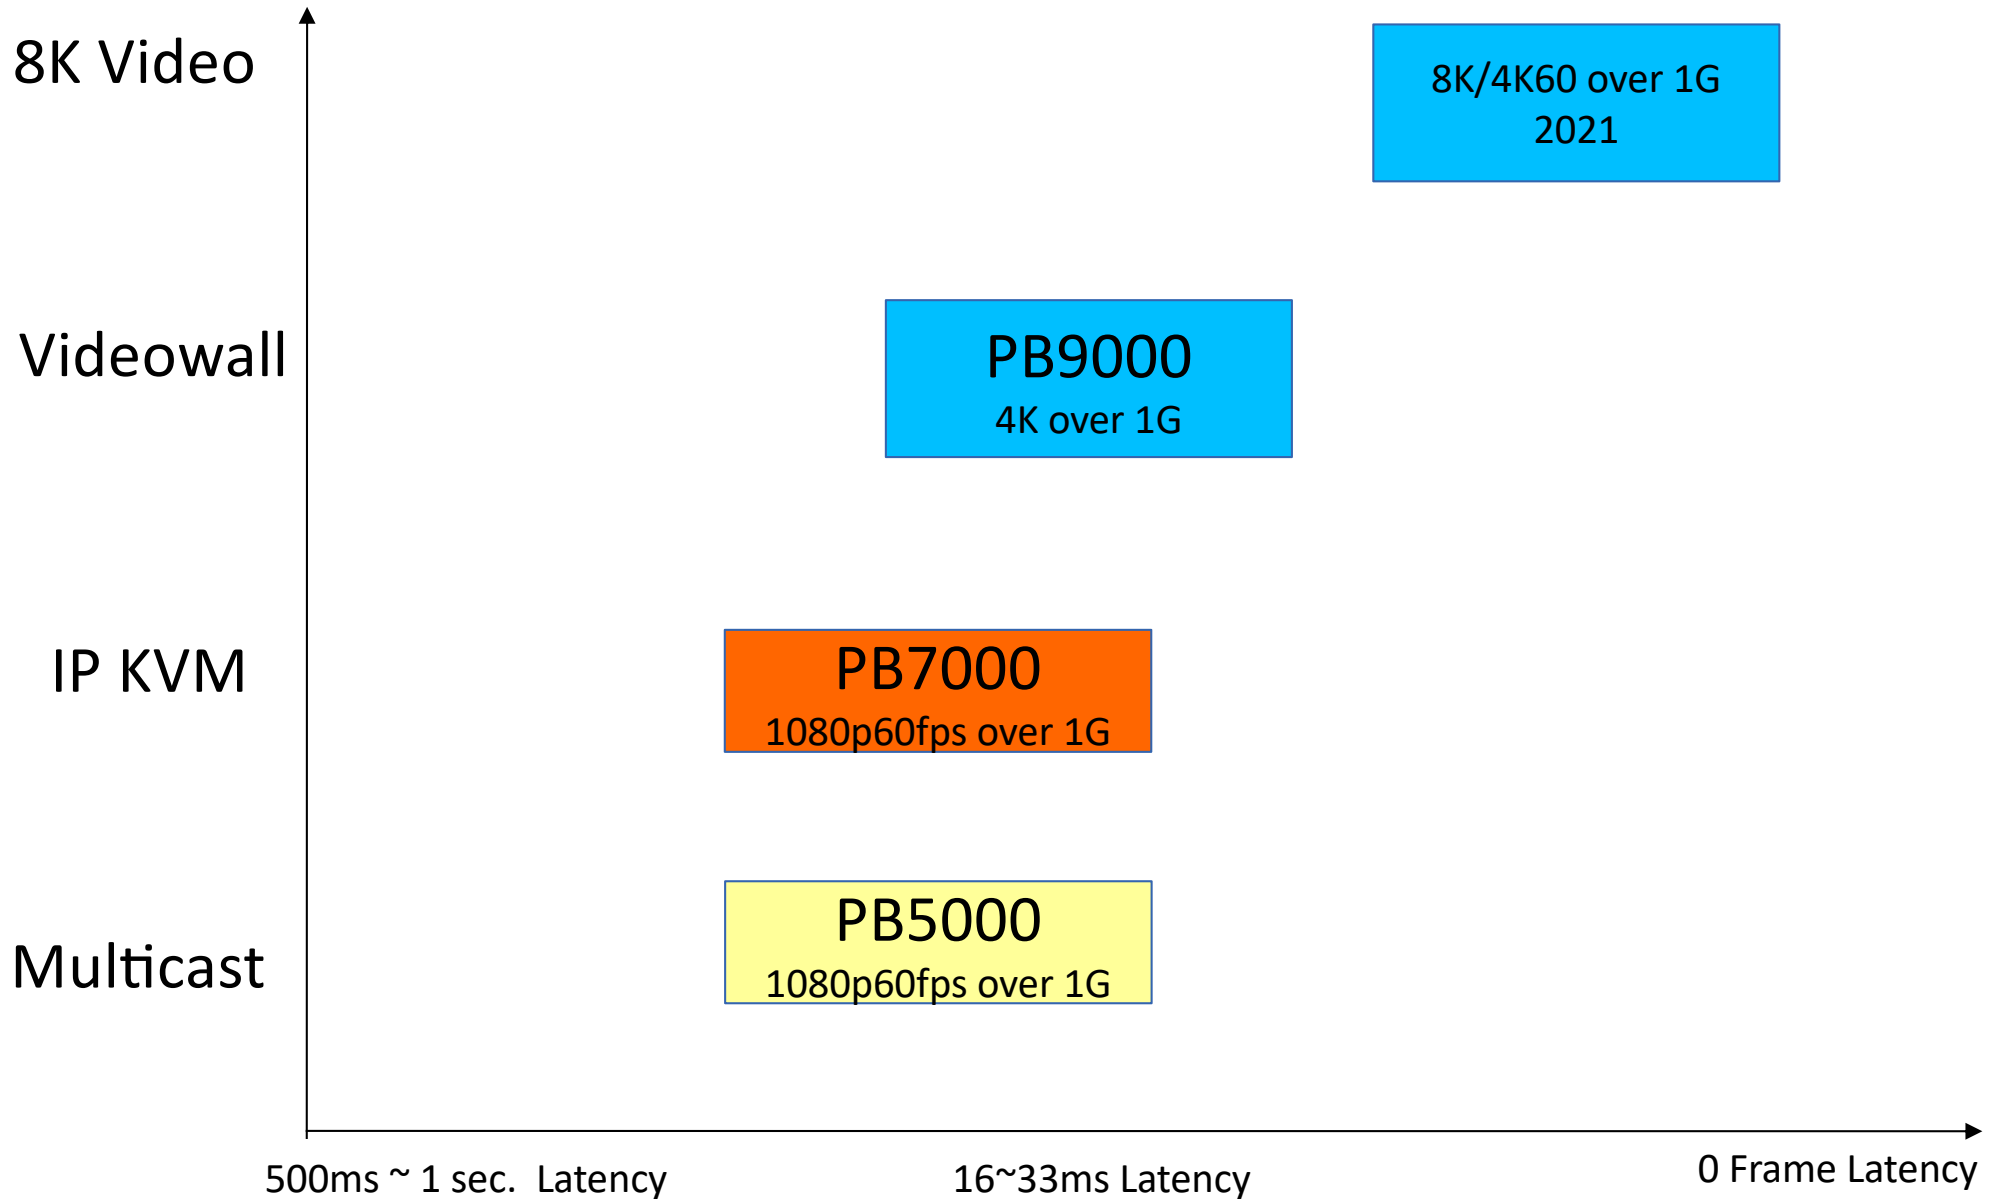 8K Video
8K/4K60 over 1G
2021
Videowall
PB9000
4K over 1G
IP KVM
PB7000
1080p60fps over 1G
Multicast
PB5000
1080p60fps over 1G
500ms ~ 1 sec.  Latency
16~33ms Latency
0 Frame Latency